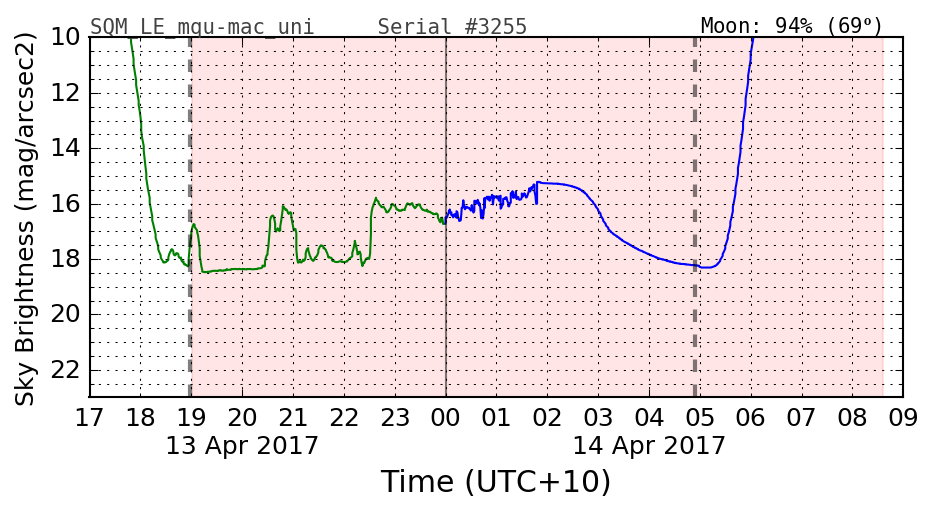 SQM_LE_mqu-mac_uni Serial #3255 Moon: 94% (69º)
Sky Brightness (mag/arcsec2)
10
12
14
16
18
20
22
17 18 19 20 21 22 23 00 01 02 03 04 05 06 07 08 09
13 Apr 2017 14 Apr 2017
Time (UTC+10)